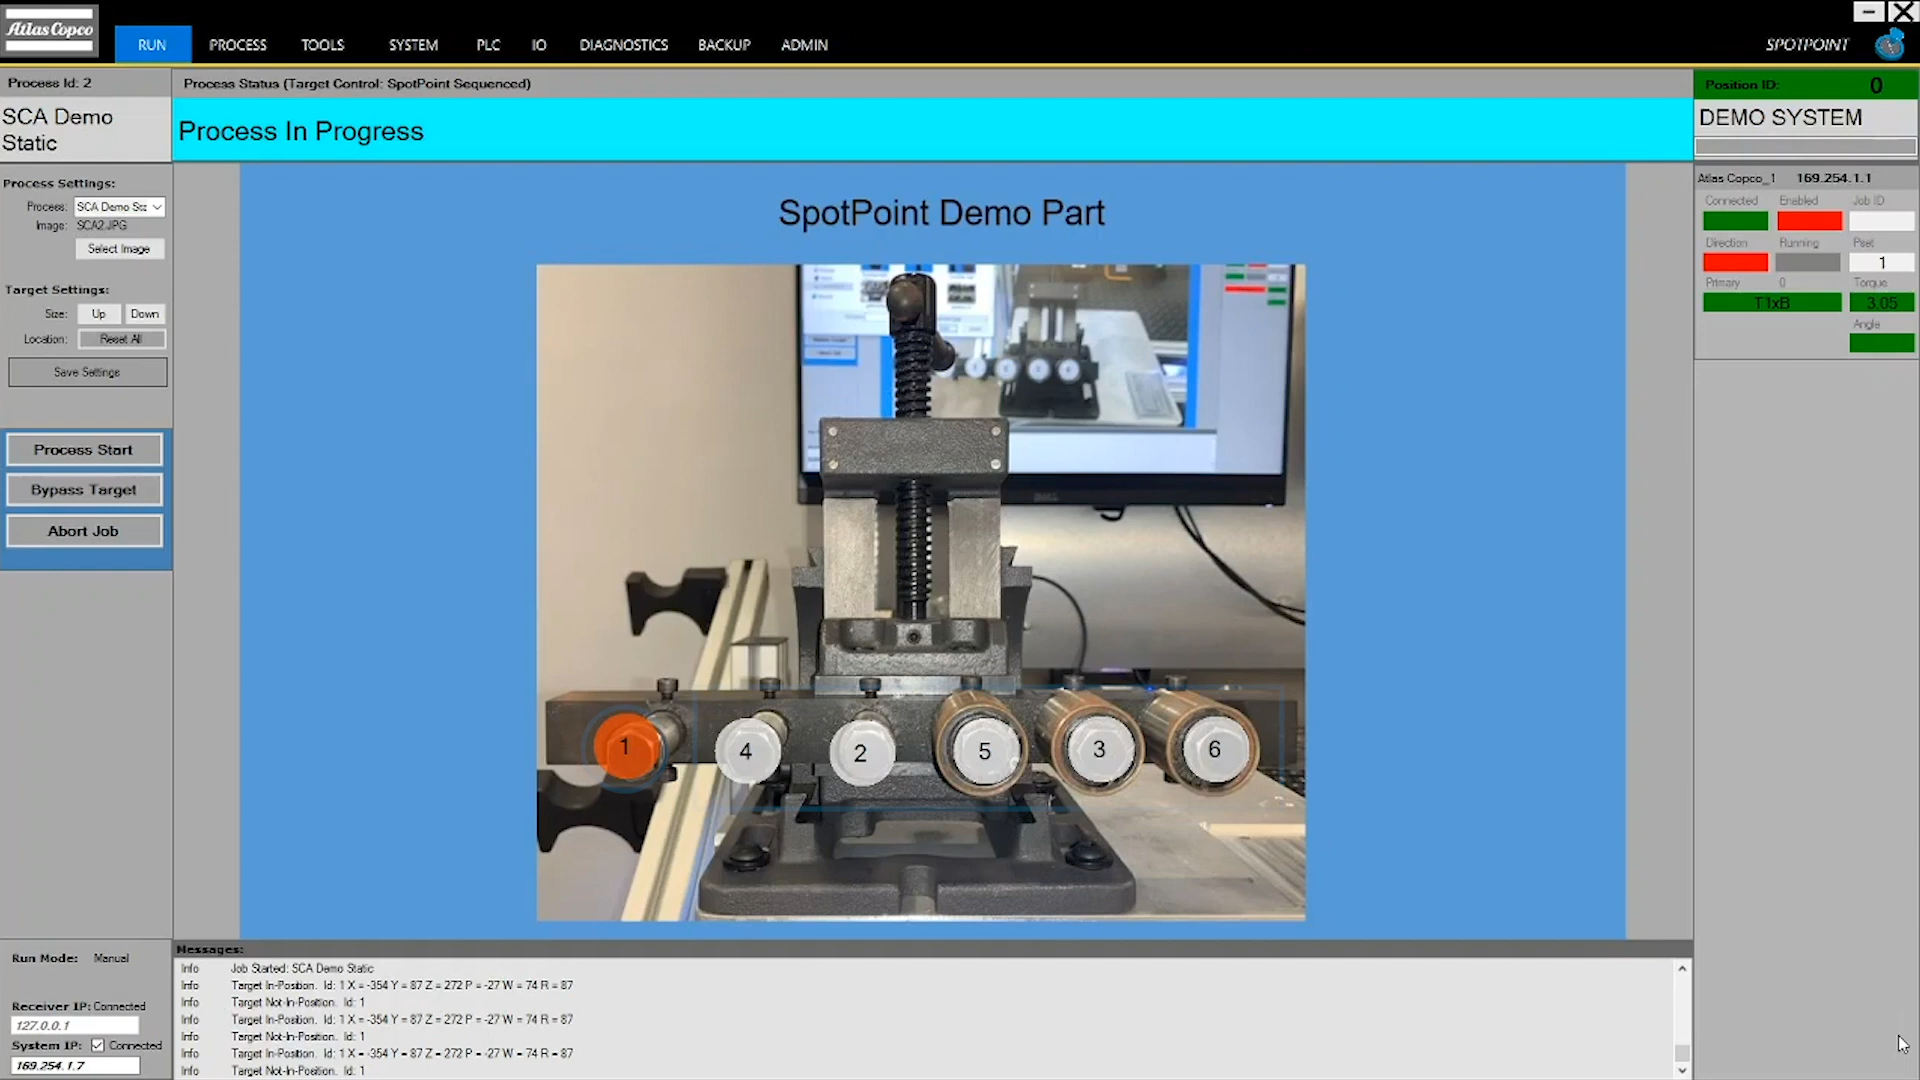 Atlas Copco
RUN
PROCESS
TOOLS
SYSTEM
PLC
IO
DIAGNOSTICS
BACKUP
ADMIN
SPOTPOINT
Process Id: 2
SCA Demo
Static
Process Status (Target Control: SpotPoint Sequenced)
Process In Progress
Position ID: 0
DEMO SYSTEM
Process Settings:
Process: SCA Demo Sta
Image: SCA2.JPG
Select Image
Target Settings:
Size: Up Down
Location: Reset All
Save Settings
Process Start
Bypass Target
Abort Job
SpotPoint Demo Part
1 4 2 5 3 6
Atlas Copco_1 169.254.1.1
Connected Enabled Job ID
Direction Running Pset
1
Primary 0 Torque
T1xB 3.05
Angle
Run Mode: Manual
Receiver IP: Connected
127.0.0.1
System IP: Connected
169.254.1.7
Messages:
Info Job Started: SCA Demo Static
Info Target In-Position. Id: 1 X = -354 Y = 87 Z = 272 P = -27 W = 74 R = 87
Info Target Not-In-Position. Id: 1
Info Target In-Position. Id: 1 X = -354 Y = 87 Z = 272 P = -27 W = 74 R = 87
Info Target Not-In-Position. Id: 1
Info Target In-Position. Id: 1 X = -354 Y = 87 Z = 272 P = -27 W = 74 R = 87
Info Target Not-In-Position. Id: 1